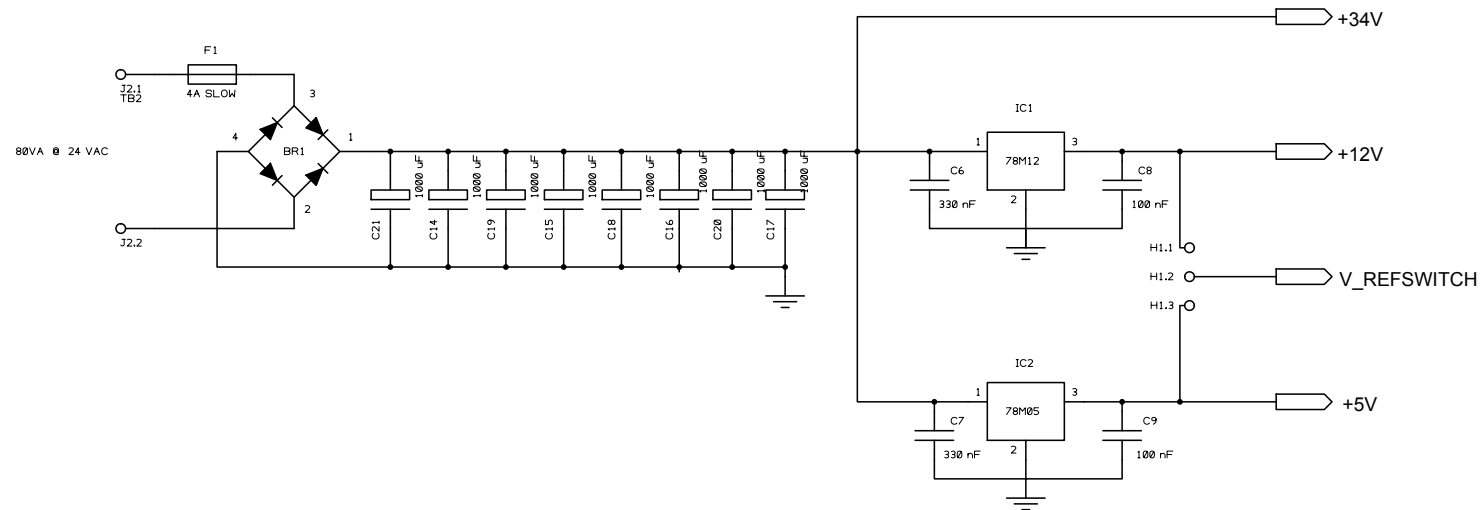 +34V
F1
4A SLOW
J2.1
TB2
3
4
BR1
1
2
80VA @ 24 VAC
J2.2
1000 uF
1000 uF
1000 uF
1000 uF
1000 uF
1000 uF
1000 uF
1000 uF
C21
C14
C19
C15
C18
C16
C20
C17
IC1
1
78M12
3
2
C6
330 nF
C8
100 nF
+12V
H1.1
H1.2
H1.3
V_REFSWITCH
IC2
1
78M05
3
2
C7
330 nF
C9
100 nF
+5V